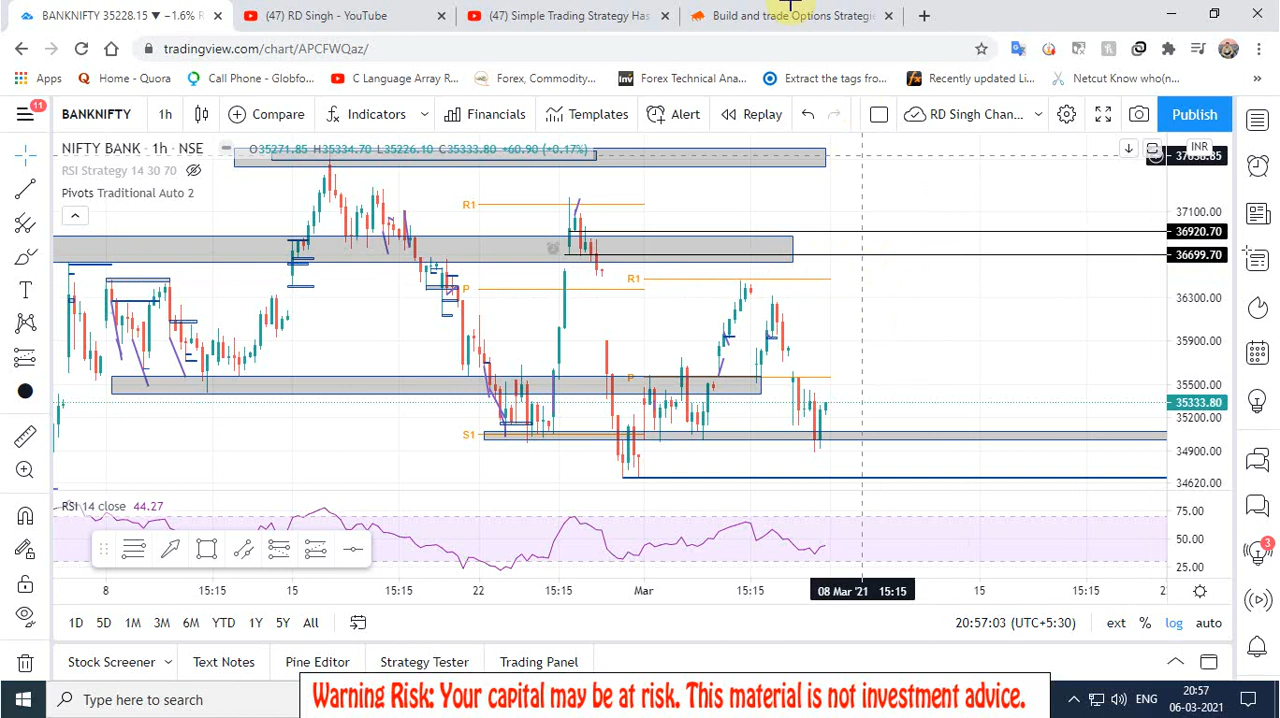 BANKNIFTY 35228.15 ▼ −1.6% R ×
(47) RD Singh - YouTube ×
(47) Simple Trading Strategy Has ×
Build and trade Options Strategi ×
tradingview.com/chart/APCFWQaz/
Apps
Home - Quora
Call Phone - Globfo...
C Language Array R...
Forex, Commodity...
Forex Technical Ana...
Extract the tags from...
Recently updated Li...
Netcut Know who(n...
»
11
BANKNIFTY
1h
Compare
Indicators
Financials
Templates
Alert
Replay
RD Singh Chan...
Publish
NIFTY BANK • 1h • NSE
O35271.85 H35334.70 L35226.10 C35333.80 +60.90 (+0.17%)
INR
RSI Strategy 14 30 70
Pivots Traditional Auto 2
R1
37100.00
36920.70
36699.70
R1
P
36300.00
35900.00
P
35500.00
35333.80
35200.00
S1
34900.00
34620.00
RSI 14 close 44.27
75.00
50.00
25.00
3
8
15:15
15
15:15
22
15:15
Mar
15:15
08 Mar '21 15:15
15
15:15
2
1D 5D 1M 3M 6M YTD 1Y 5Y All
20:57:03 (UTC+5:30)
ext % log auto
Stock Screener
Text Notes
Pine Editor
Strategy Tester
Trading Panel
Type here to search
Warning Risk: Your capital may be at risk. This material is not investment advice.
ENG
20:57
06-03-2021